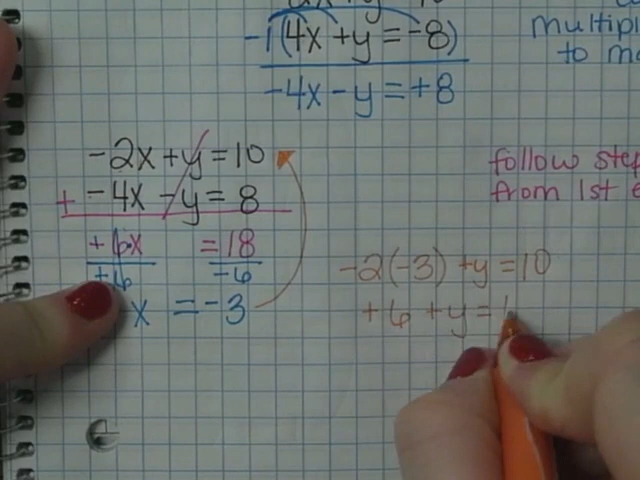 -1(4x + y = -8)
multipl
to m
-4x - y = +8
-2x + y = 10
+ -4x - y = 8
follow step
from 1st
+6x = 18
+6 -6
x = -3
-2(-3) + y = 10
+6 + y = 1